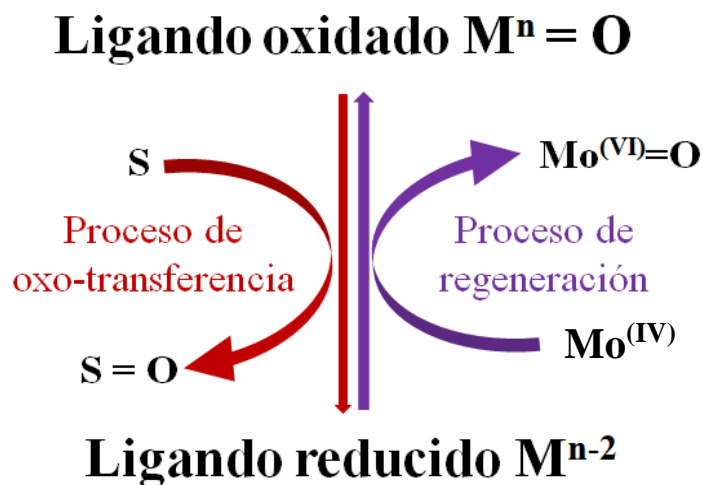 Ligando oxidado Mⁿ = O
S
Mo⁽ⱽᴵ⁾=O
Proceso de
oxo-transferencia
Proceso de
regeneración
S = O
Mo⁽ᴵⱽ⁾
Ligando reducido Mⁿ⁻²